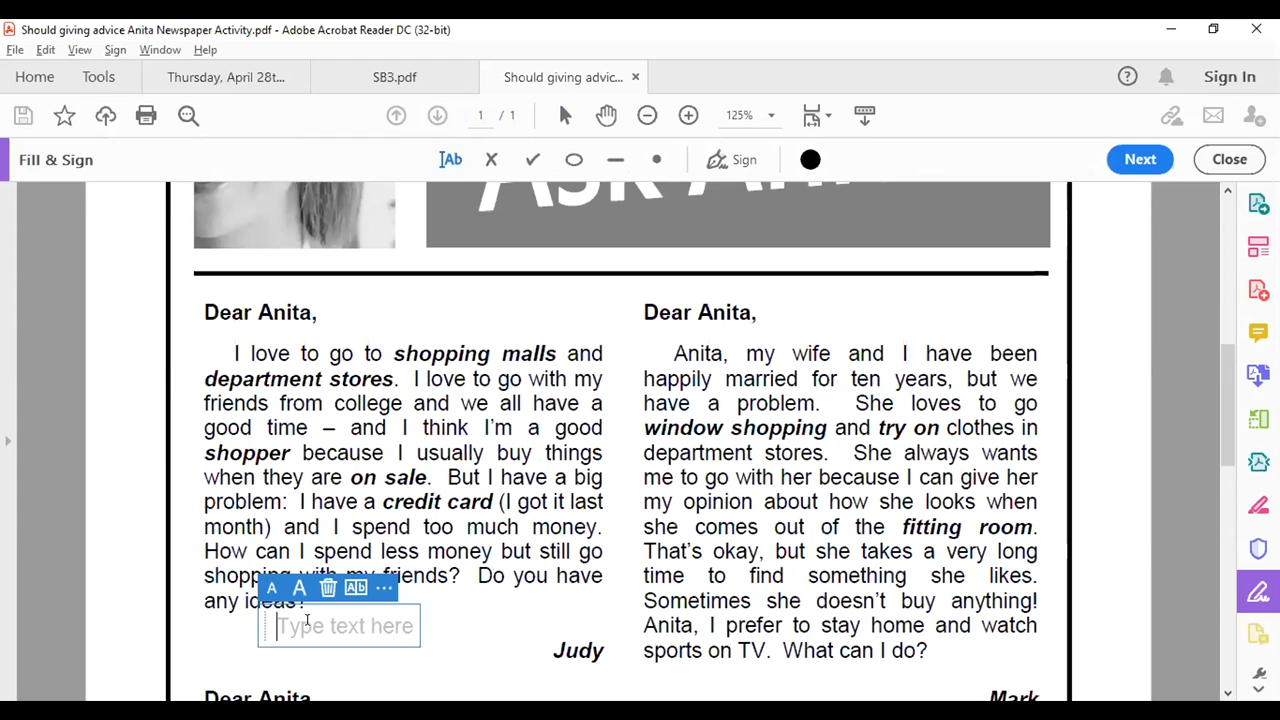 Should giving advice Anita Newspaper Activity.pdf - Adobe Acrobat Reader DC (32-bit)
File Edit View Sign Window Help
Home Tools Thursday, April 28t... SB3.pdf Should giving advic... Sign In
1 / 1 125%
Fill & Sign Ab Sign Next Close
Dear Anita,
I love to go to shopping malls and
department stores. I love to go with my
friends from college and we all have a
good time – and I think I'm a good
shopper because I usually buy things
when they are on sale. But I have a big
problem: I have a credit card (I got it last
month) and I spend too much money.
How can I spend less money but still go
shopping with my friends? Do you have
any ideas?
A A Ab
Type text here
Judy
Dear Anita
Dear Anita,
Anita, my wife and I have been
happily married for ten years, but we
have a problem. She loves to go
window shopping and try on clothes in
department stores. She always wants
me to go with her because I can give her
my opinion about how she looks when
she comes out of the fitting room.
That's okay, but she takes a very long
time to find something she likes.
Sometimes she doesn't buy anything!
Anita, I prefer to stay home and watch
sports on TV. What can I do?
Mark